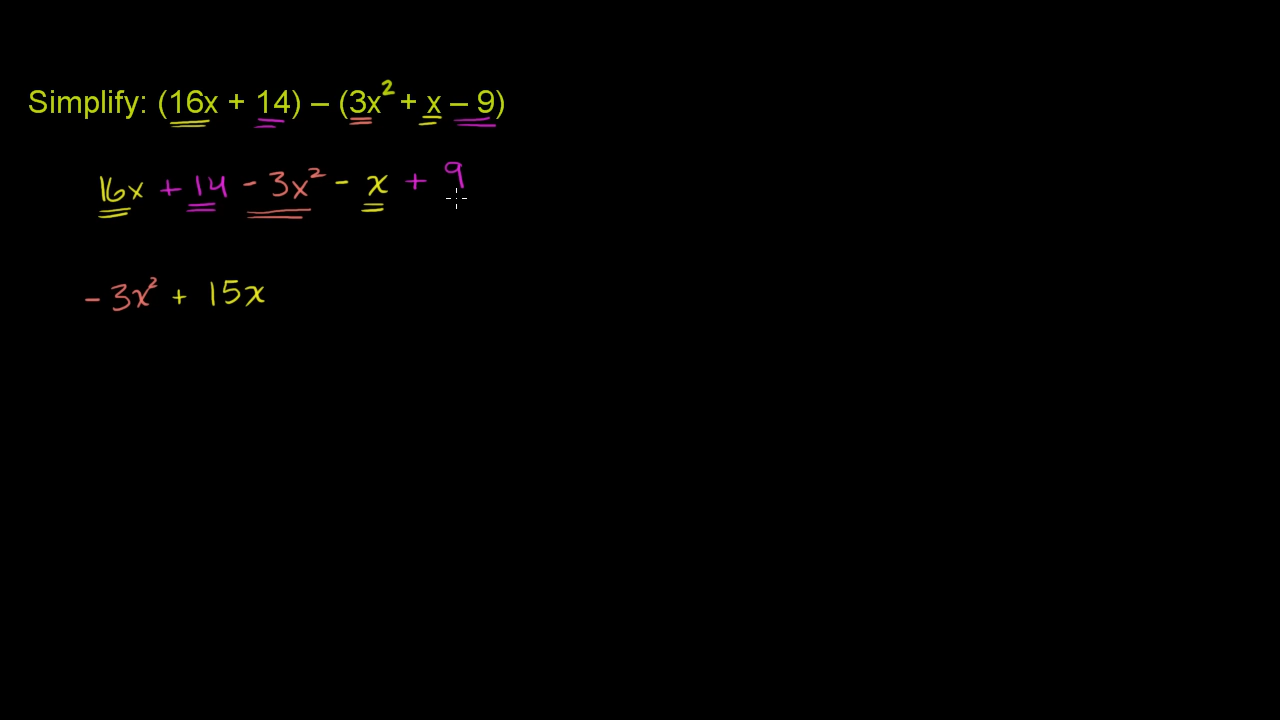 Simplify: (16x + 14) – (3x² + x – 9)
16x + 14 - 3x² - x + 9
- 3x² + 15x